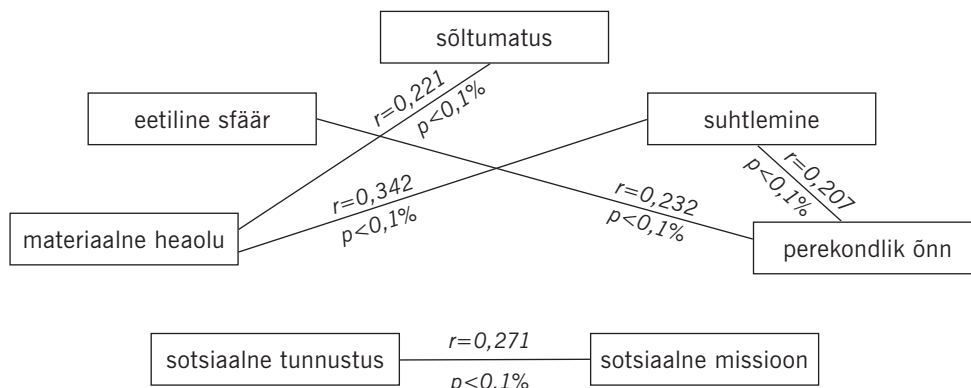 sõltumatus
r=0,221
p<0,1%
eetiline sfäär
suhtlemine
r=0,207
p<0,1%
r=0,342
p<0,1%
r=0,232
p<0,1%
materiaalne heaolu
perekondlik õnn
r=0,271
sotsiaalne tunnustus
sotsiaalne missioon
p<0,1%